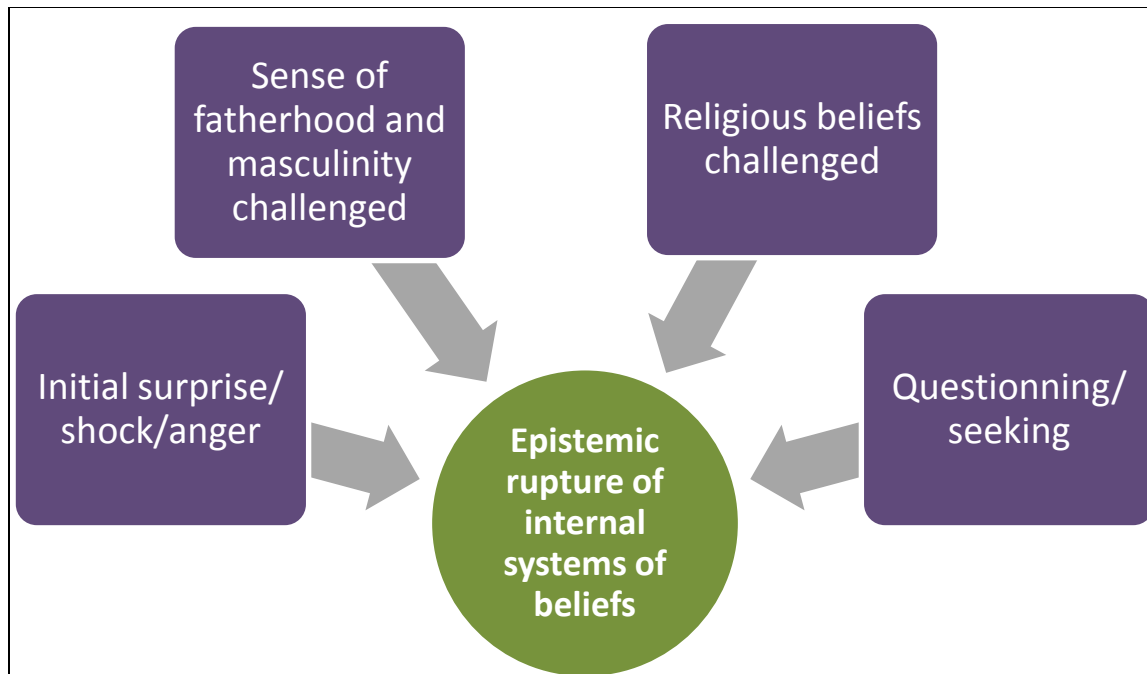 Sense of
fatherhood and
masculinity
challenged
Religious beliefs
challenged
Initial surprise/
shock/anger
Questionning/
seeking
Epistemic
rupture of
internal
systems of
beliefs